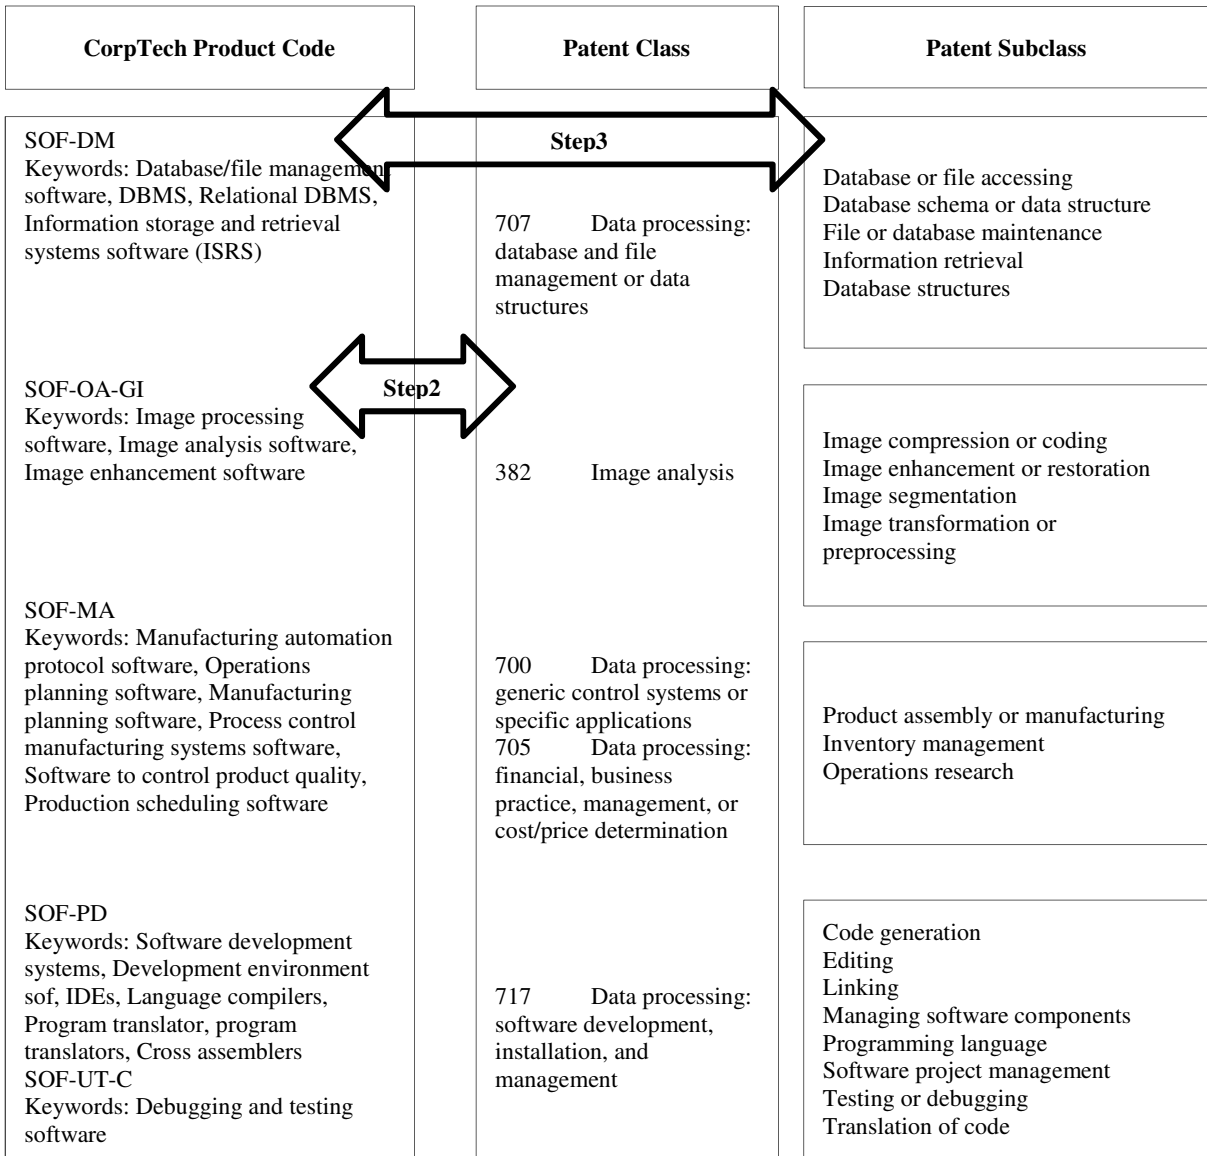 CorpTech Product Code
Patent Class
Patent Subclass
Step3
SOF-DM
Keywords: Database/file management
software, DBMS, Relational DBMS,
Information storage and retrieval
systems software (ISRS)
707 Data processing:
database and file
management or data
structures
Database or file accessing
Database schema or data structure
File or database maintenance
Information retrieval
Database structures
Step2
SOF-OA-GI
Keywords: Image processing
software, Image analysis software,
Image enhancement software
382 Image analysis
Image compression or coding
Image enhancement or restoration
Image segmentation
Image transformation or
preprocessing
SOF-MA
Keywords: Manufacturing automation
protocol software, Operations
planning software, Manufacturing
planning software, Process control
manufacturing systems software,
Software to control product quality,
Production scheduling software
700 Data processing:
generic control systems or
specific applications
705 Data processing:
financial, business
practice, management, or
cost/price determination
Product assembly or manufacturing
Inventory management
Operations research
SOF-PD
Keywords: Software development
systems, Development environment
sof, IDEs, Language compilers,
Program translator, program
translators, Cross assemblers
SOF-UT-C
Keywords: Debugging and testing
software
717 Data processing:
software development,
installation, and
management
Code generation
Editing
Linking
Managing software components
Programming language
Software project management
Testing or debugging
Translation of code